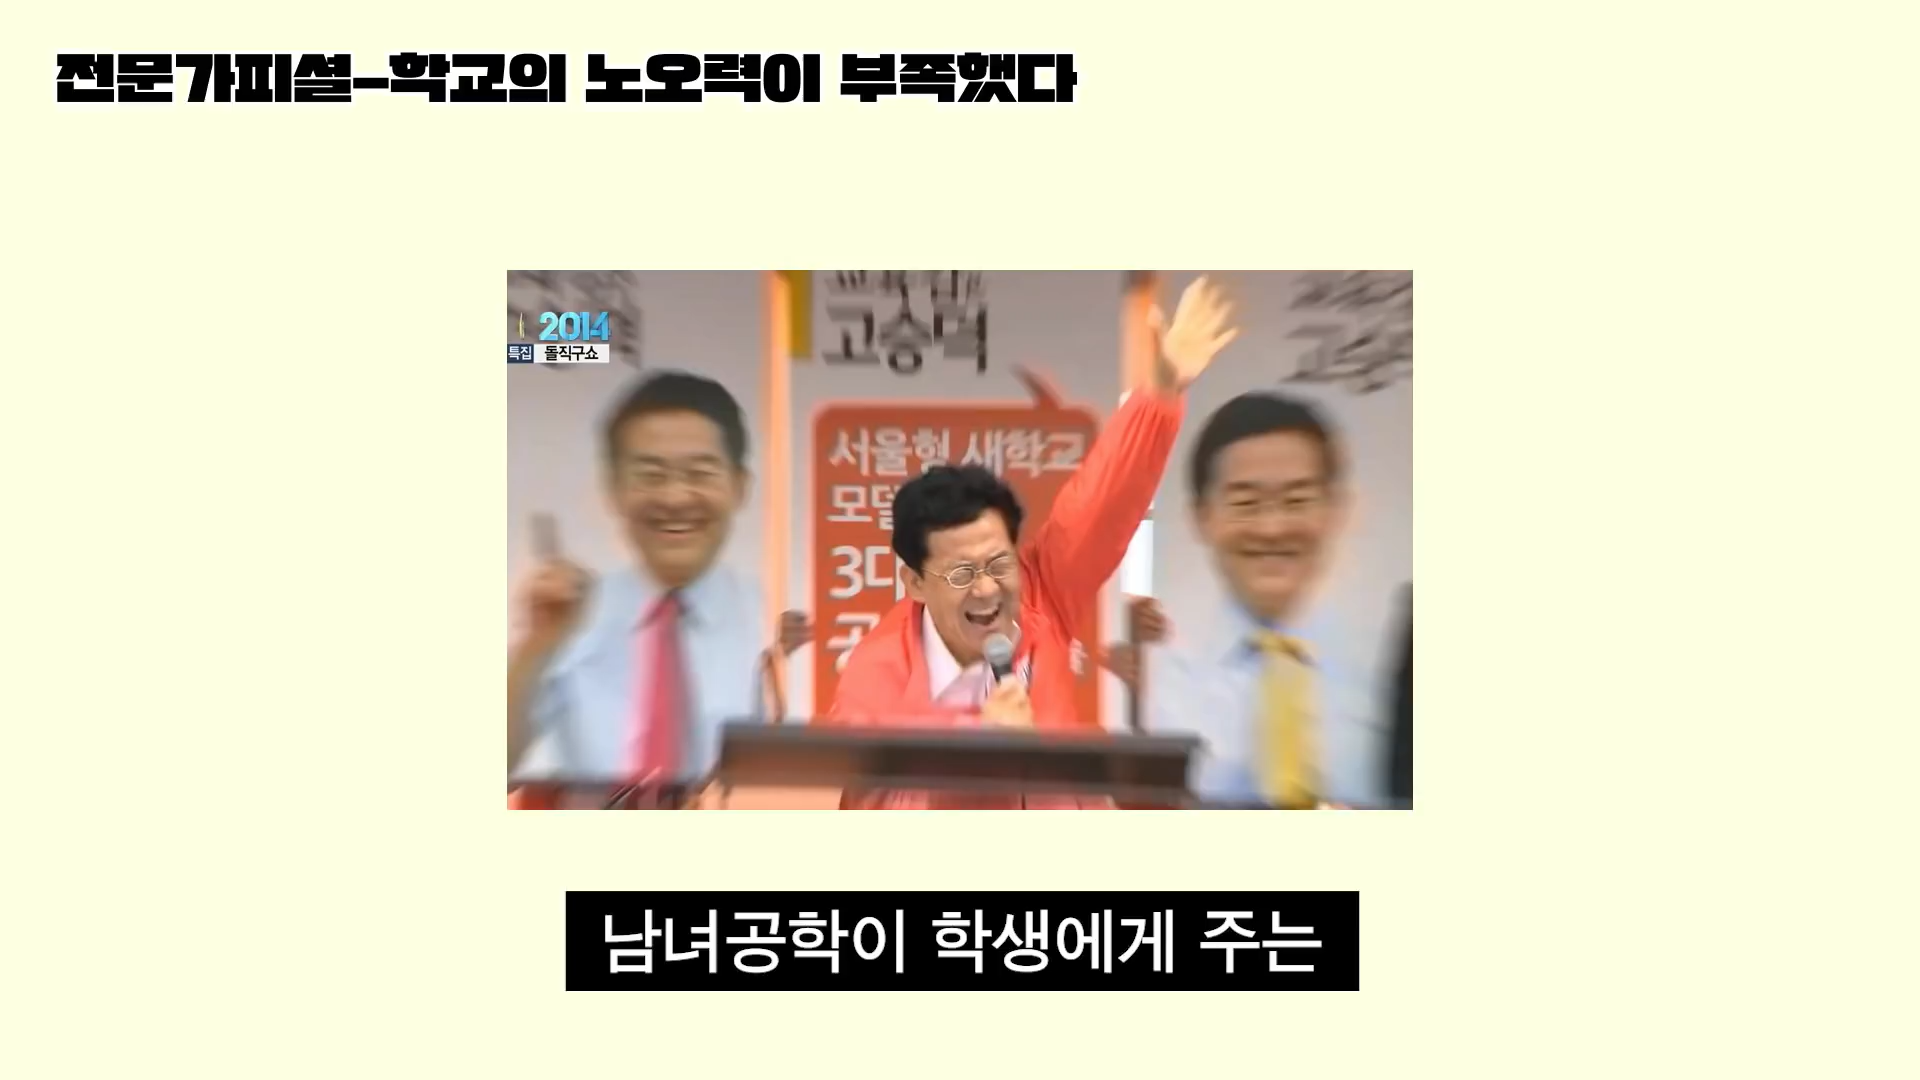 전문가피셜-학교의 노오력이 부족했다
고승덕
2014
특집 돌직구쇼
서울형 새학교
모델
3대
남녀공학이 학생에게 주는